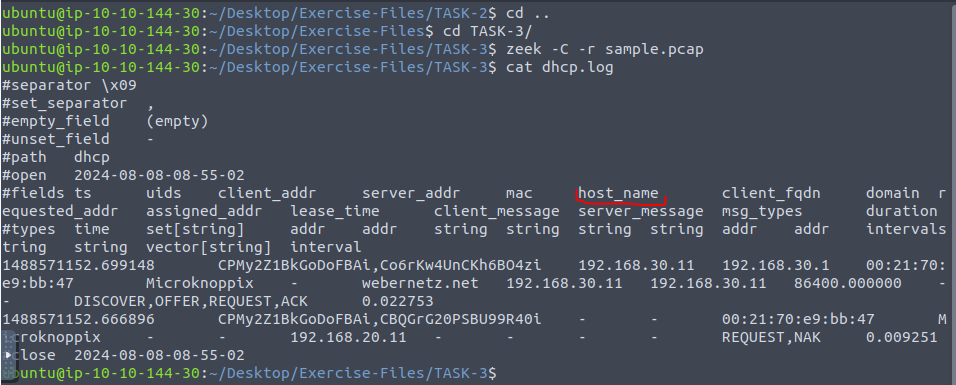 ubuntu@ip-10-10-144-30:~/Desktop/Exercise-Files/TASK-2$ cd ..
ubuntu@ip-10-10-144-30:~/Desktop/Exercise-Files$ cd TASK-3/
ubuntu@ip-10-10-144-30:~/Desktop/Exercise-Files/TASK-3$ zeek -C -r sample.pcap
ubuntu@ip-10-10-144-30:~/Desktop/Exercise-Files/TASK-3$ cat dhcp.log
#separator \x09
#set_separator  ,
#empty_field    (empty)
#unset_field    -
#path   dhcp
#open   2024-08-08-08-55-02
#fields ts      uids    client_addr     server_addr     mac     host_name       client_fqdn     domain  r
equested_addr   assigned_addr   lease_time      client_message  server_message  msg_types       duration
#types  time    set[string]     addr    addr    string  string  string  string  addr    addr    intervals
tring   string  vector[string]  interval
1488571152.699148       CPMy2Z1BkGoDoFBAi,Co6rKw4UnCKh6BO4zi    192.168.30.11   192.168.30.1    00:21:70:
e9:bb:47        Microknoppix    -       webernetz.net   192.168.30.11   192.168.30.11   86400.000000    -
-       DISCOVER,OFFER,REQUEST,ACK      0.022753
1488571152.666896       CPMy2Z1BkGoDoFBAi,CBQGrG20PSBU99R40i    -       -       00:21:70:e9:bb:47       M
icroknoppix     -       -       192.168.20.11   -       -       -       -       REQUEST,NAK     0.009251
close  2024-08-08-08-55-02
ubuntu@ip-10-10-144-30:~/Desktop/Exercise-Files/TASK-3$